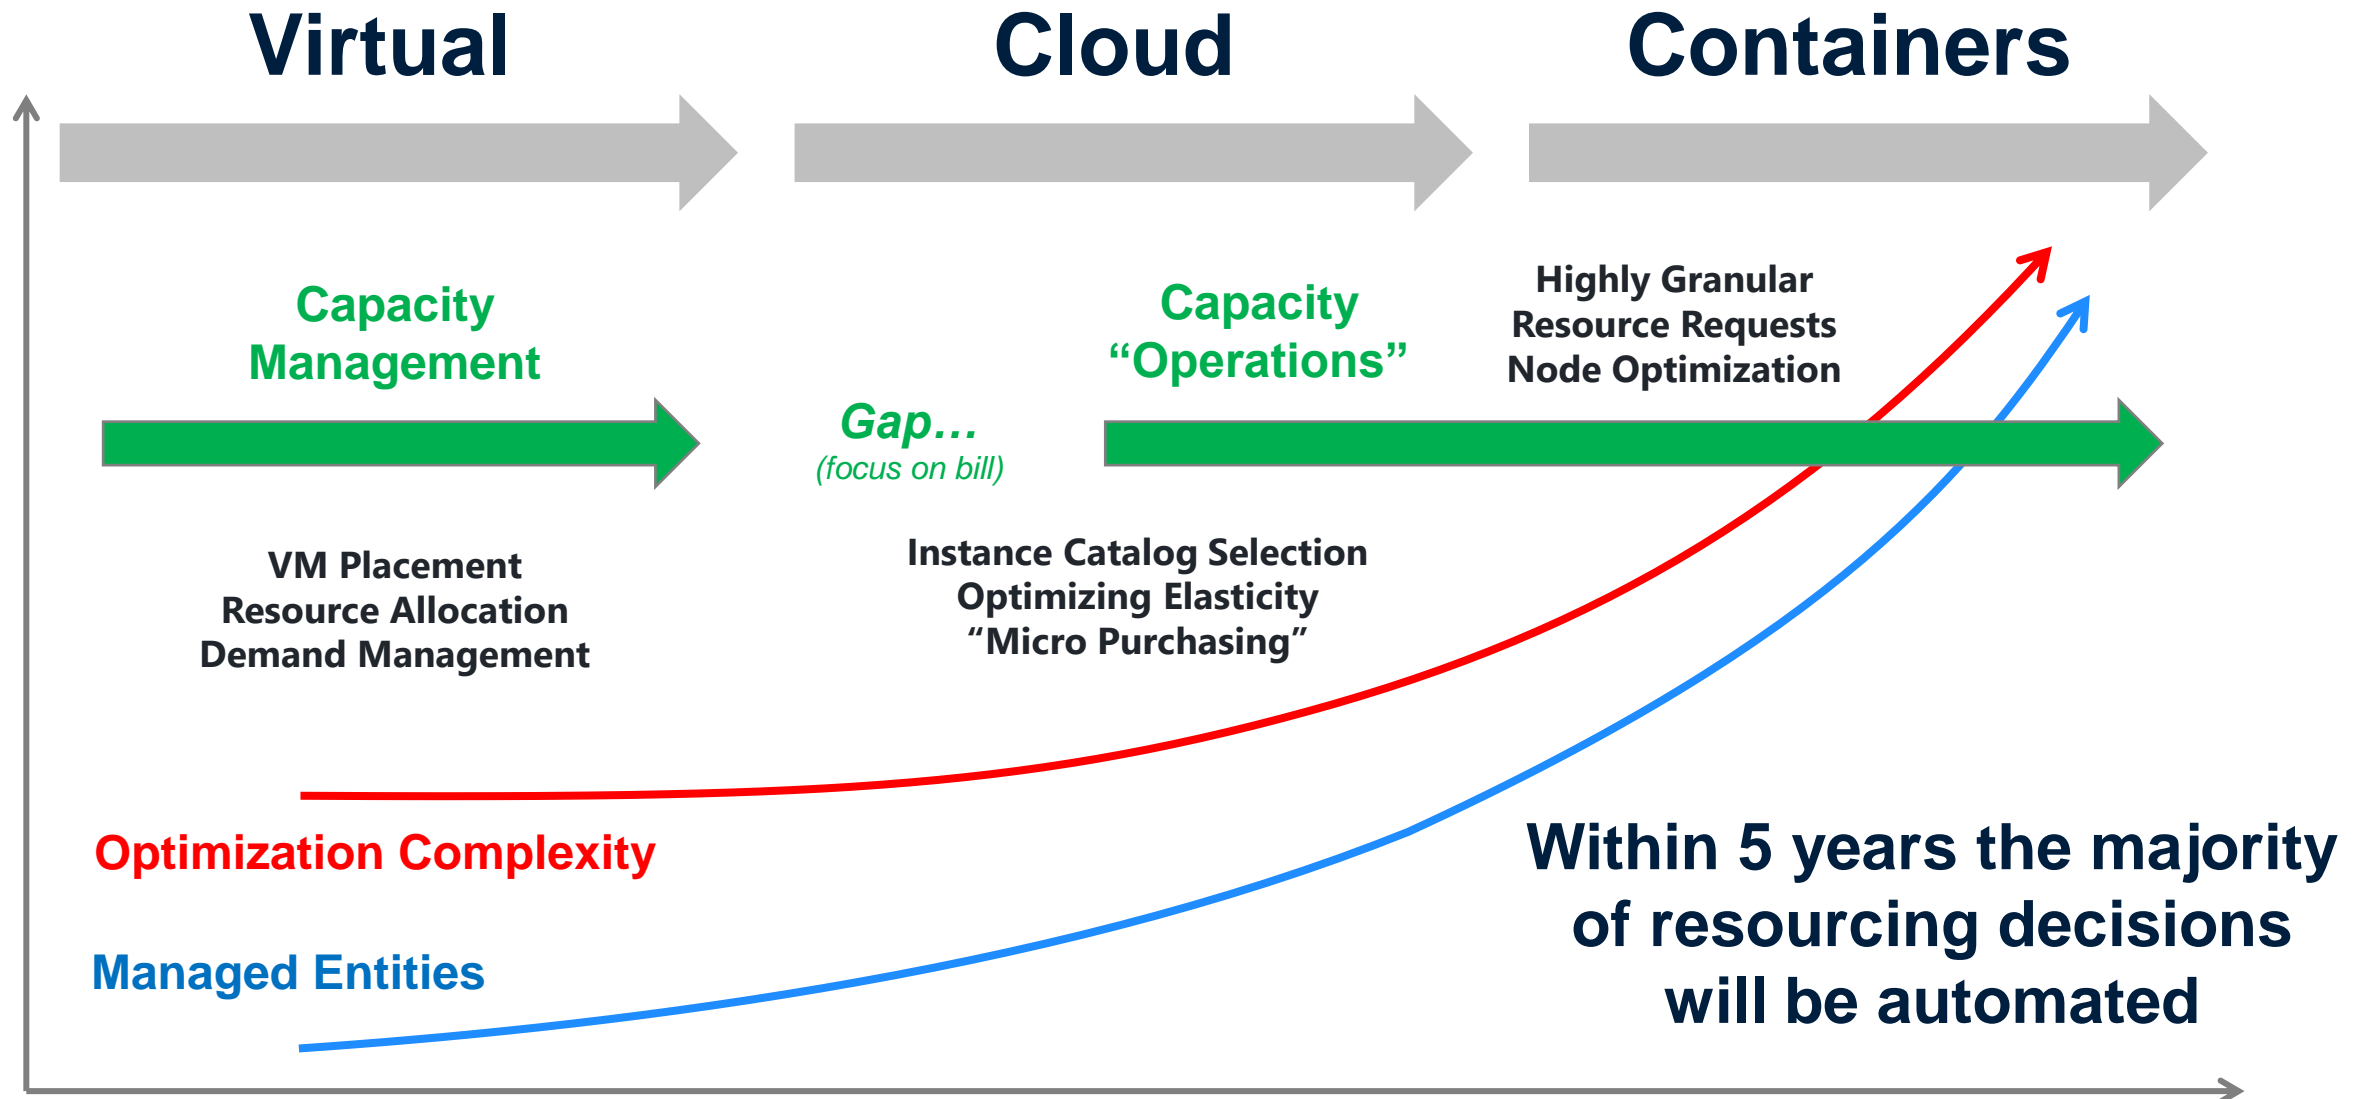 Virtual
Cloud
Containers
Capacity
Management
Gap…
(focus on bill)
Capacity
“Operations”
Highly Granular
Resource Requests
Node Optimization
VM Placement
Resource Allocation
Demand Management
Instance Catalog Selection
Optimizing Elasticity
“Micro Purchasing”
Optimization Complexity
Managed Entities
Within 5 years the majority
of resourcing decisions
will be automated